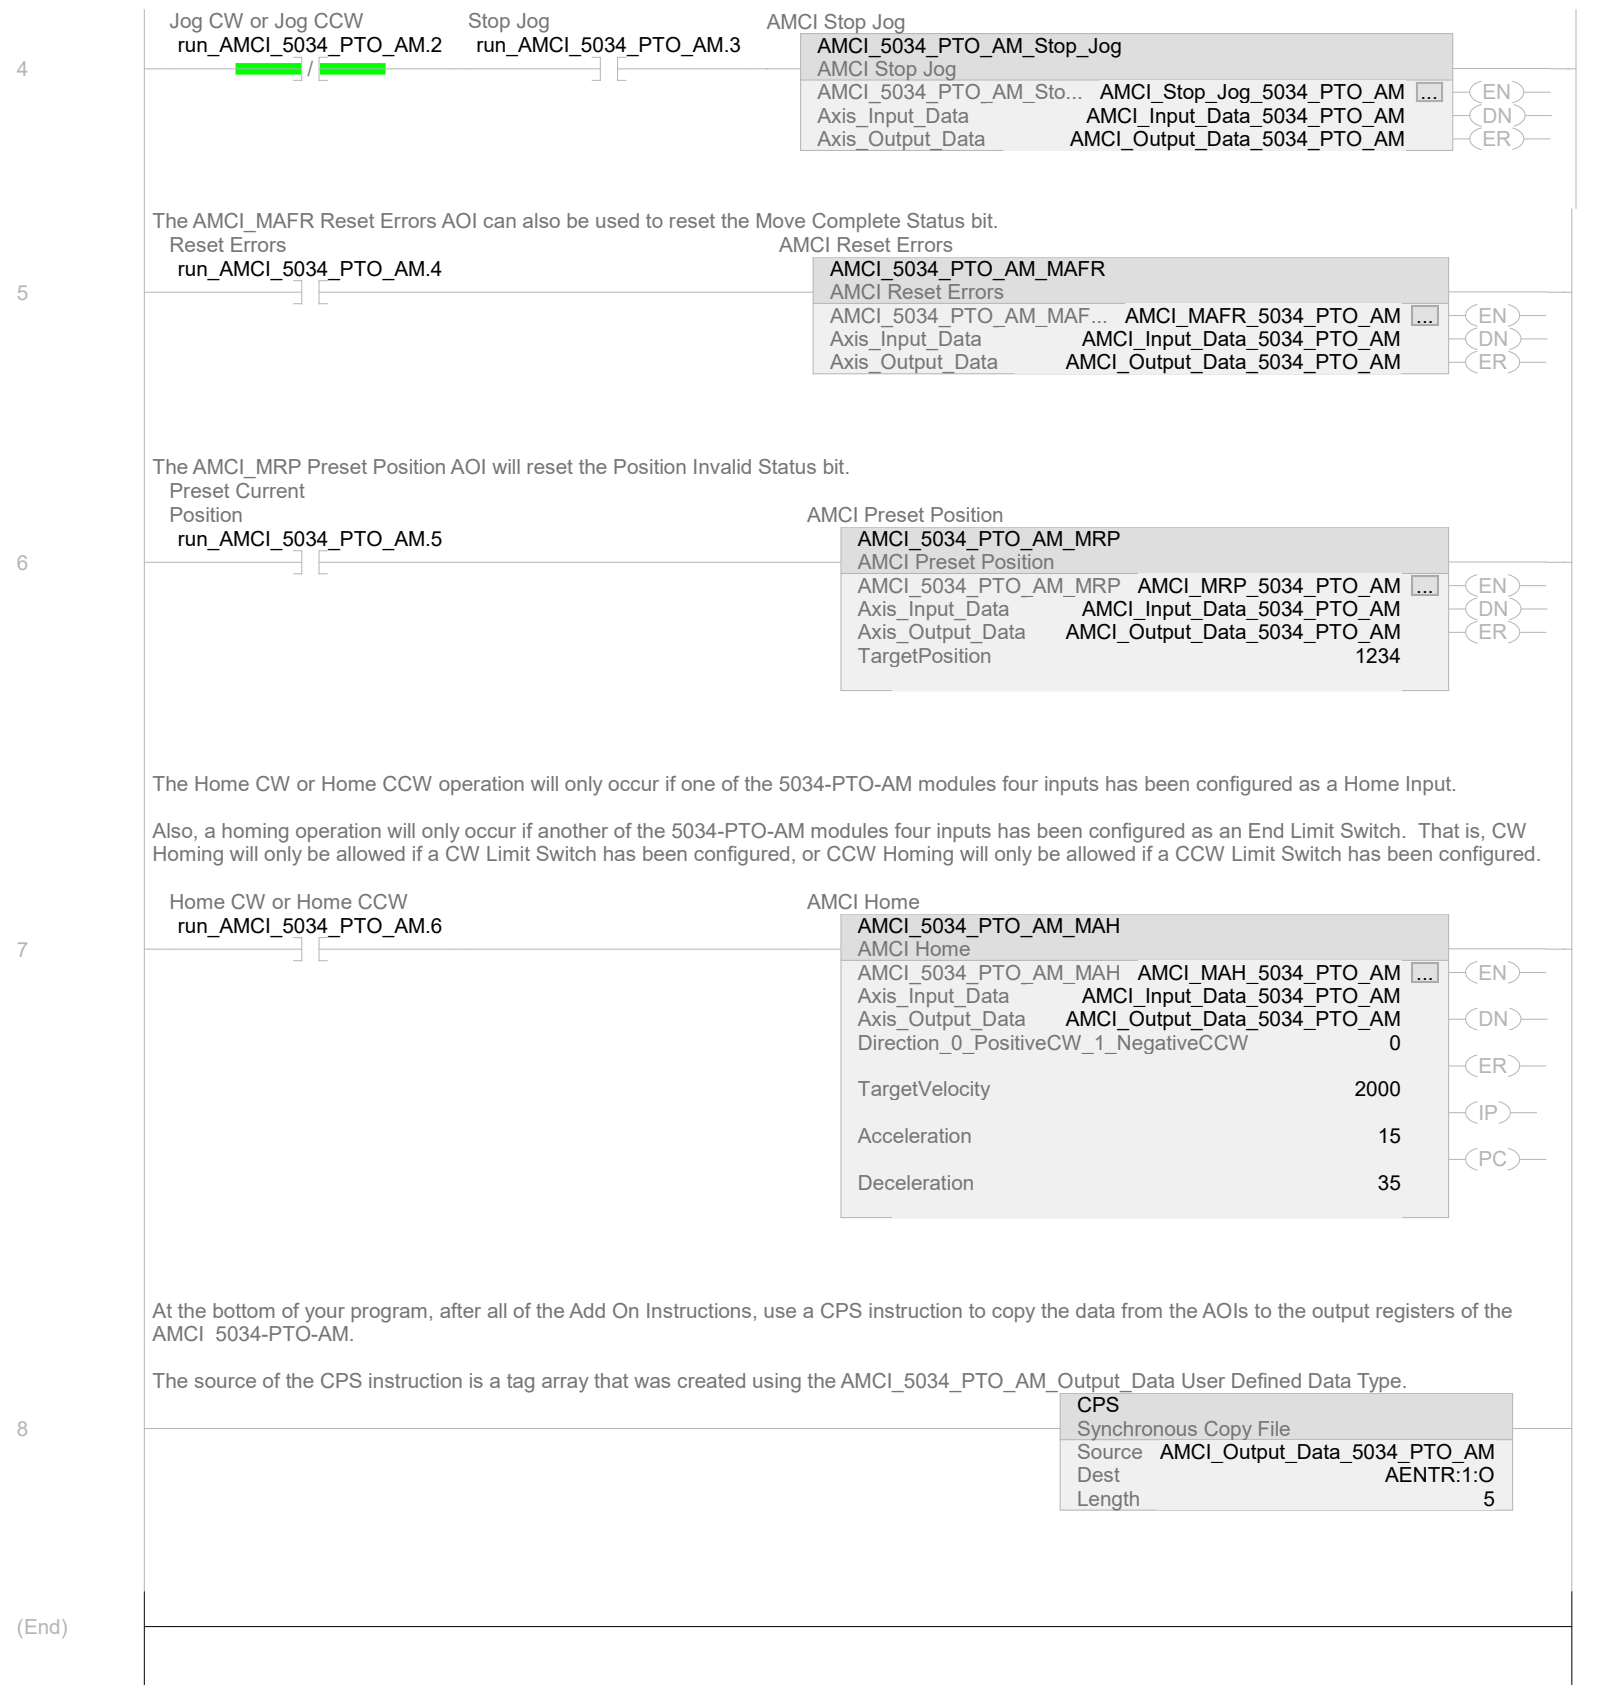 Jog CW or Jog CCW Stop Jog AMCI Stop Jog
run_AMCI_5034_PTO_AM.2 run_AMCI_5034_PTO_AM.3 AMCI_5034_PTO_AM_Stop_Jog
4 / AMCI Stop Jog
AMCI_5034_PTO_AM_Sto... AMCI_Stop_Jog_5034_PTO_AM ... EN
Axis_Input_Data AMCI_Input_Data_5034_PTO_AM DN
Axis_Output_Data AMCI_Output_Data_5034_PTO_AM ER
The AMCI_MAFR Reset Errors AOI can also be used to reset the Move Complete Status bit.
Reset Errors AMCI Reset Errors
run_AMCI_5034_PTO_AM.4 AMCI_5034_PTO_AM_MAFR
5 AMCI Reset Errors
AMCI_5034_PTO_AM_MAF... AMCI_MAFR_5034_PTO_AM ... EN
Axis_Input_Data AMCI_Input_Data_5034_PTO_AM DN
Axis_Output_Data AMCI_Output_Data_5034_PTO_AM ER
The AMCI_MRP Preset Position AOI will reset the Position Invalid Status bit.
Preset Current
Position AMCI Preset Position
run_AMCI_5034_PTO_AM.5 AMCI_5034_PTO_AM_MRP
6 AMCI Preset Position
AMCI_5034_PTO_AM_MRP AMCI_MRP_5034_PTO_AM ... EN
Axis_Input_Data AMCI_Input_Data_5034_PTO_AM DN
Axis_Output_Data AMCI_Output_Data_5034_PTO_AM ER
TargetPosition 1234
The Home CW or Home CCW operation will only occur if one of the 5034-PTO-AM modules four inputs has been configured as a Home Input.
Also, a homing operation will only occur if another of the 5034-PTO-AM modules four inputs has been configured as an End Limit Switch.  That is, CW
Homing will only be allowed if a CW Limit Switch has been configured, or CCW Homing will only be allowed if a CCW Limit Switch has been configured.
Home CW or Home CCW AMCI Home
run_AMCI_5034_PTO_AM.6 AMCI_5034_PTO_AM_MAH
7 AMCI Home
AMCI_5034_PTO_AM_MAH AMCI_MAH_5034_PTO_AM ... EN
Axis_Input_Data AMCI_Input_Data_5034_PTO_AM
Axis_Output_Data AMCI_Output_Data_5034_PTO_AM DN
Direction_0_PositiveCW_1_NegativeCCW 0
ER
TargetVelocity 2000
IP
Acceleration 15
PC
Deceleration 35
At the bottom of your program, after all of the Add On Instructions, use a CPS instruction to copy the data from the AOIs to the output registers of the
AMCI  5034-PTO-AM.
The source of the CPS instruction is a tag array that was created using the AMCI_5034_PTO_AM_Output_Data User Defined Data Type.
CPS
8 Synchronous Copy File
Source AMCI_Output_Data_5034_PTO_AM
Dest AENTR:1:O
Length 5
(End)